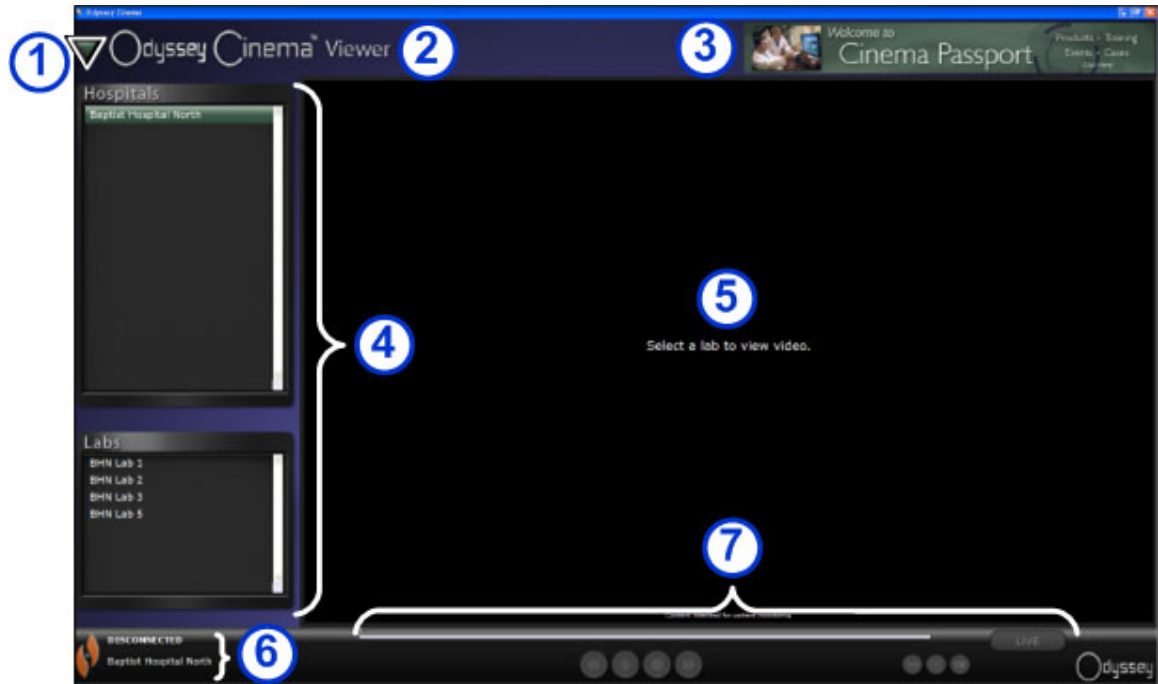 Odyssey Cinema
1
Odyssey Cinema™ Viewer
2
3
Welcome to
Cinema Passport
Products - Training
Events - Cases
Hospitals
Baptist Hospital North
4
5
Select a lab to view video.
Labs
BHN Lab 1
BHN Lab 2
BHN Lab 3
BHN Lab 5
7
DISCONNECTED
Baptist Hospital North
6
LIVE
Odyssey